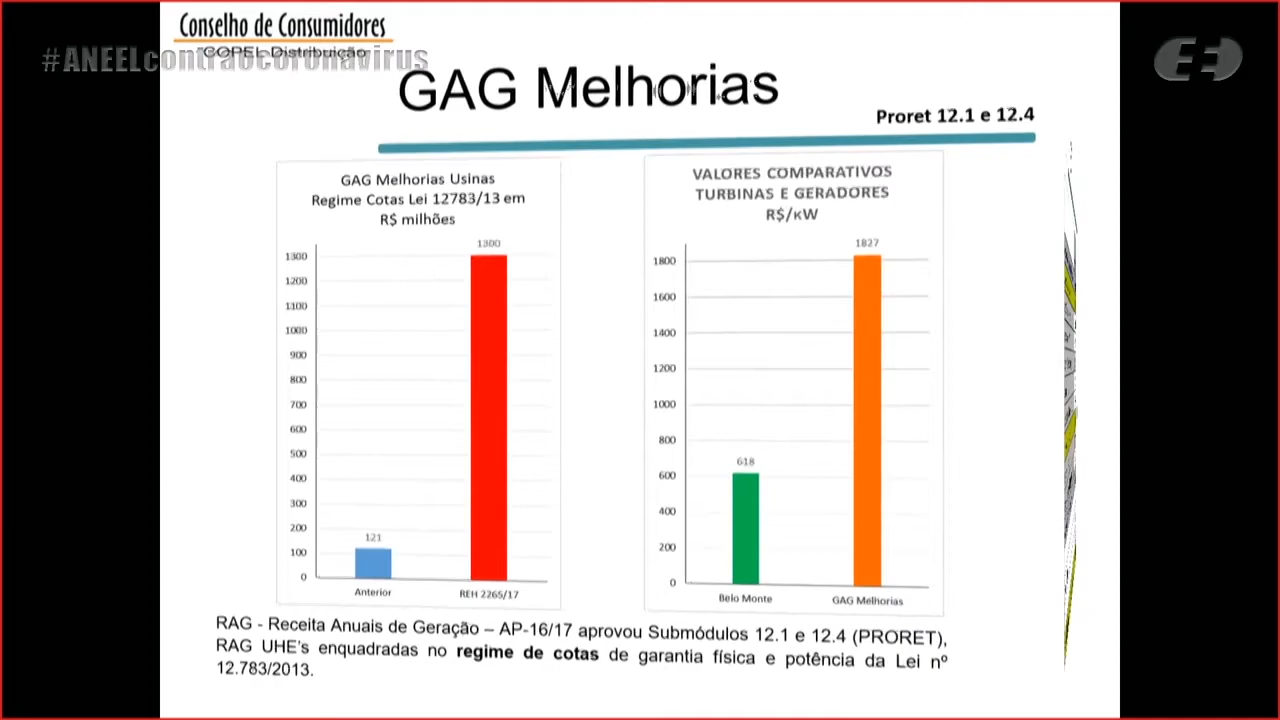 Conselho de Consumidores
COPEL Distribuição
#ANEELcontraocoronavirus
GAG Melhorias
Proret 12.1 e 12.4
GAG Melhorias Usinas
Regime Cotas Lei 12783/13 em
R$ milhões
1300
1300
1200
1100
1000
900
800
700
600
500
400
300
200
100
0
121
Anterior
REH 2265/17
VALORES COMPARATIVOS
TURBINAS E GERADORES
R$/KW
1827
1800
1600
1400
1200
1000
800
600
400
200
0
618
Belo Monte
GAG Melhorias
RAG - Receita Anuais de Geração – AP-16/17 aprovou Submódulos 12.1 e 12.4 (PRORET),
RAG UHE's enquadradas no regime de cotas de garantia física e potência da Lei nº
12.783/2013.